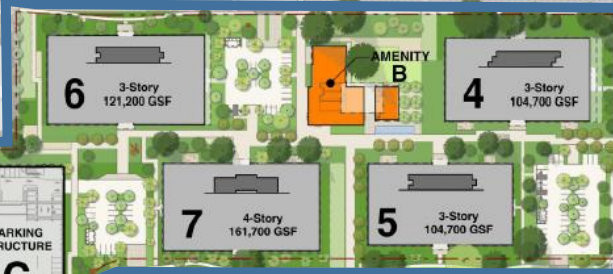 6
3-Story
121,200 GSF
AMENITY
B
4
3-Story
104,700 GSF
7
4-Story
161,700 GSF
5
3-Story
104,700 GSF
ARKING
RUCTURE
C